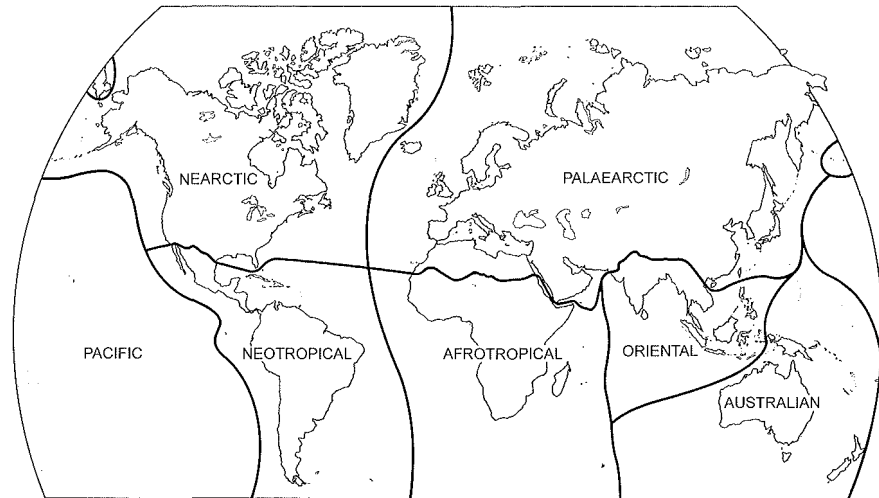 NEARCTIC
PALAEARCTIC
PACIFIC
NEOTROPICAL
AFROTROPICAL
ORIENTAL
AUSTRALIAN